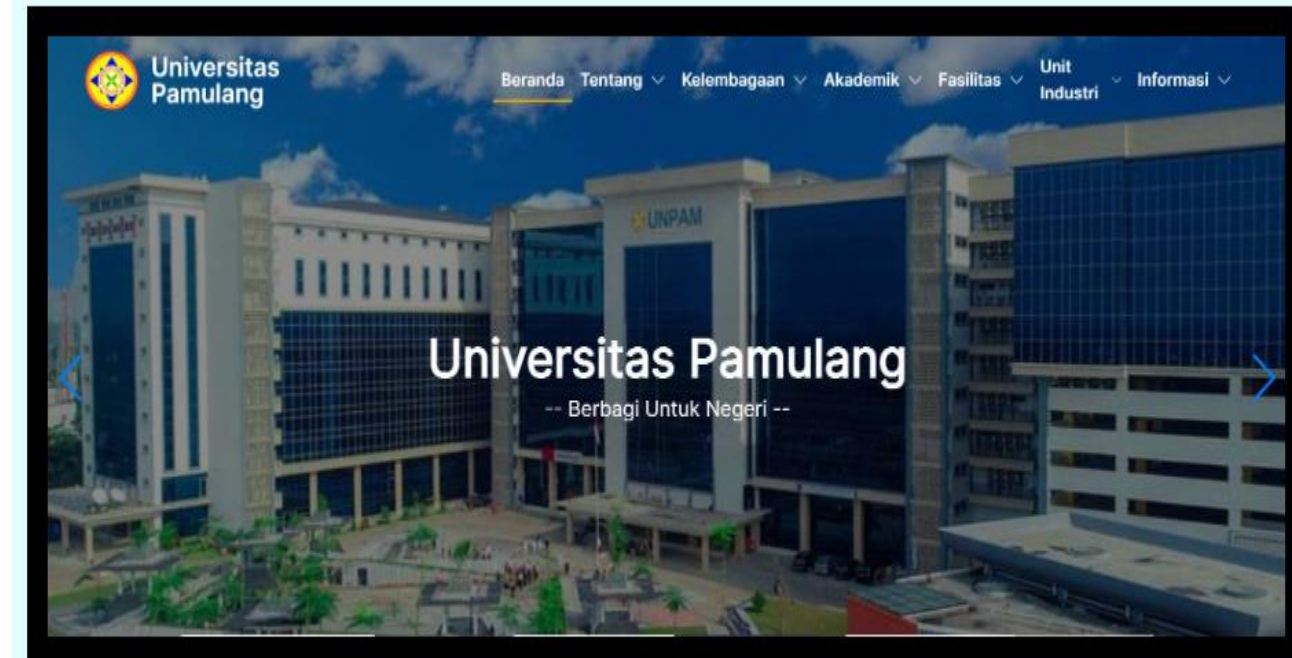 Universitas
Pamulang
Beranda Tentang Kelembagaan Akademik Fasilitas Unit Industri Informasi
UNPAM
Universitas Pamulang
-- Berbagi Untuk Negeri --